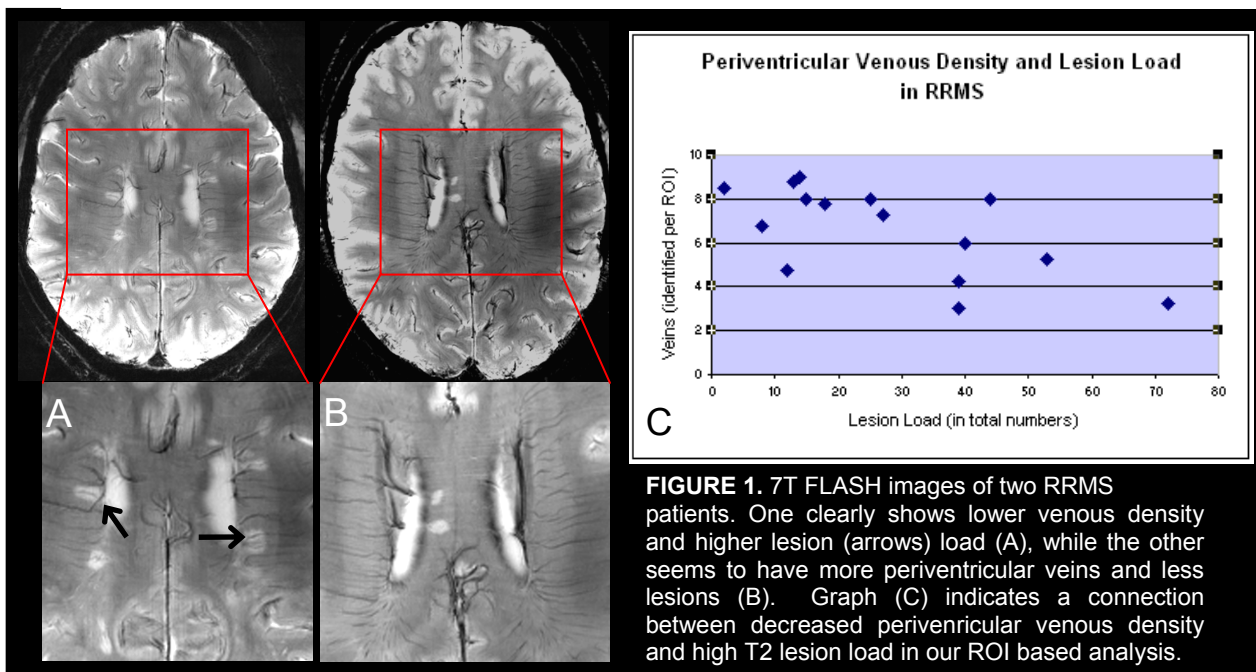 A
B
Periventricular Venous Density and Lesion Load
in RRMS
Veins (identified per ROI)
10
8
6
4
2
0
0 10 20 30 40 50 60 70 80
Lesion Load (in total numbers)
C
FIGURE 1. 7T FLASH images of two RRMS
patients. One clearly shows lower venous density
and higher lesion (arrows) load (A), while the other
seems to have more periventricular veins and less
lesions (B). Graph (C) indicates a connection
between decreased perivenricular venous density
and high T2 lesion load in our ROI based analysis.